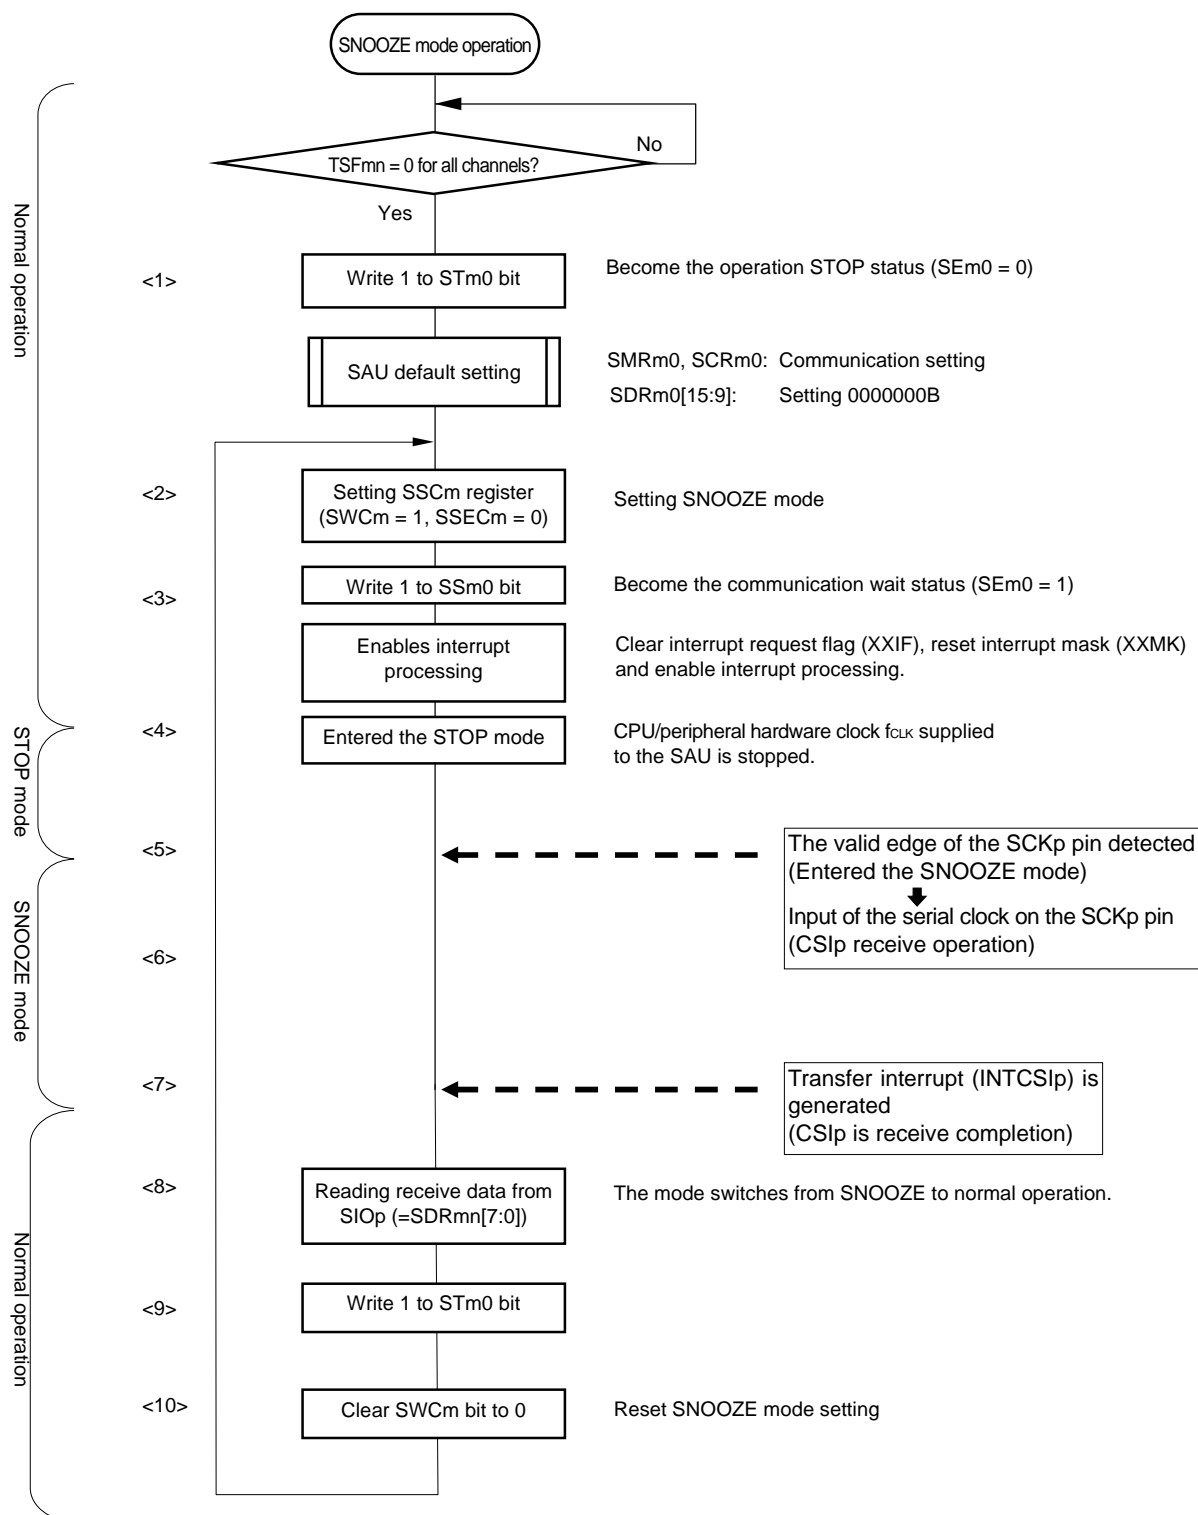 SNOOZE mode operation
No
TSFmn = 0 for all channels?
Yes
Normal operation
<1>
Write 1 to STm0 bit
Become the operation STOP status (SEm0 = 0)
SAU default setting
SMRm0, SCRm0: Communication setting
SDRm0[15:9]: Setting 0000000B
<2>
Setting SSCm register
(SWCm = 1, SSECm = 0)
Setting SNOOZE mode
<3>
Write 1 to SSm0 bit
Become the communication wait status (SEm0 = 1)
Enables interrupt
processing
Clear interrupt request flag (XXIF), reset interrupt mask (XXMK)
and enable interrupt processing.
STOP mode
<4>
Entered the STOP mode
CPU/peripheral hardware clock fCLK supplied
to the SAU is stopped.
<5>
The valid edge of the SCKp pin detected
(Entered the SNOOZE mode)
Input of the serial clock on the SCKp pin
(CSIp receive operation)
SNOOZE mode
<6>
<7>
Transfer interrupt (INTCSIp) is
generated
(CSIp is receive completion)
Normal operation
<8>
Reading receive data from
SIOp (=SDRmn[7:0])
The mode switches from SNOOZE to normal operation.
<9>
Write 1 to STm0 bit
<10>
Clear SWCm bit to 0
Reset SNOOZE mode setting